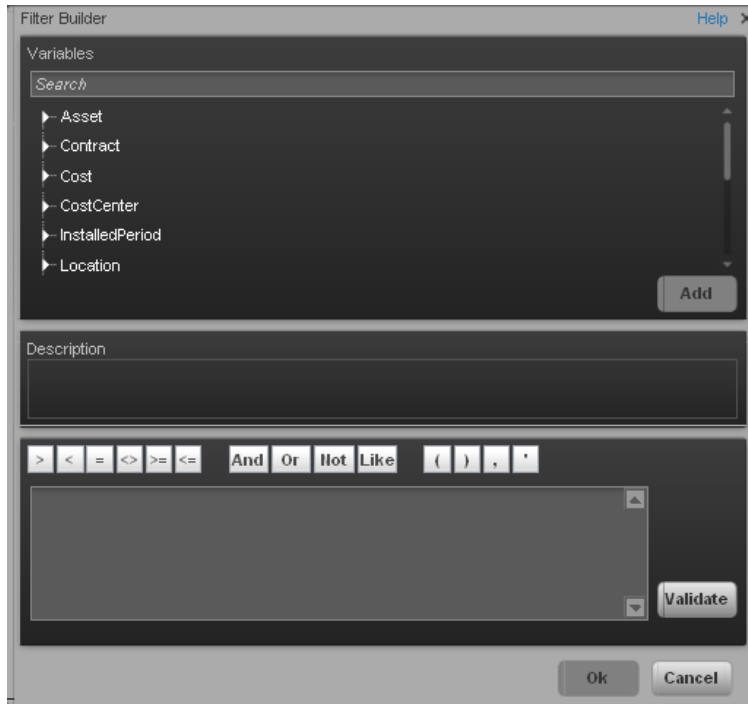 Filter Builder Help ×
Variables
Search
Asset
Contract
Cost
CostCenter
InstalledPeriod
Location
Add
Description
> < = <> >= <= And Or Not Like ( ) , '
Validate
Ok Cancel